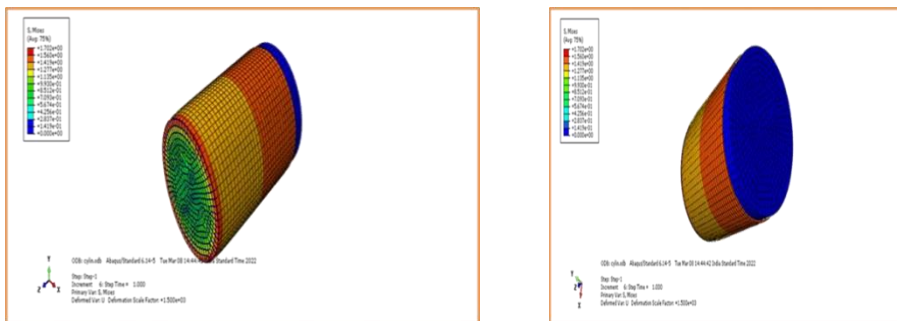 S, Mises
(Avg: 75%)
+1.702e+00
+1.560e+00
+1.419e+00
+1.277e+00
+1.135e+00
+9.930e-01
+8.512e-01
+7.093e-01
+5.674e-01
+4.256e-01
+2.837e-01
+1.419e-01
+0.000e+00
Y
Z X
ODB: cylin.odb Abaqus/Standard 6.14-5 Tue Mar 08 14:44:42 Standard Time 2022
Step: Step-1
Increment 6: Step Time = 1.000
Primary Var: S, Mises
Deformed Var: U Deformation Scale Factor: +1.500e+03
S, Mises
(Avg: 75%)
+1.702e+00
+1.560e+00
+1.419e+00
+1.277e+00
+1.135e+00
+9.930e-01
+8.512e-01
+7.093e-01
+5.674e-01
+4.256e-01
+2.837e-01
+1.419e-01
+0.000e+00
Y
Z
X
ODB: cylin.odb Abaqus/Standard 6.14-5 Tue Mar 08 14:44:42 India Standard Time 2022
Step: Step-1
Increment 6: Step Time = 1.000
Primary Var: S, Mises
Deformed Var: U Deformation Scale Factor: +1.500e+03